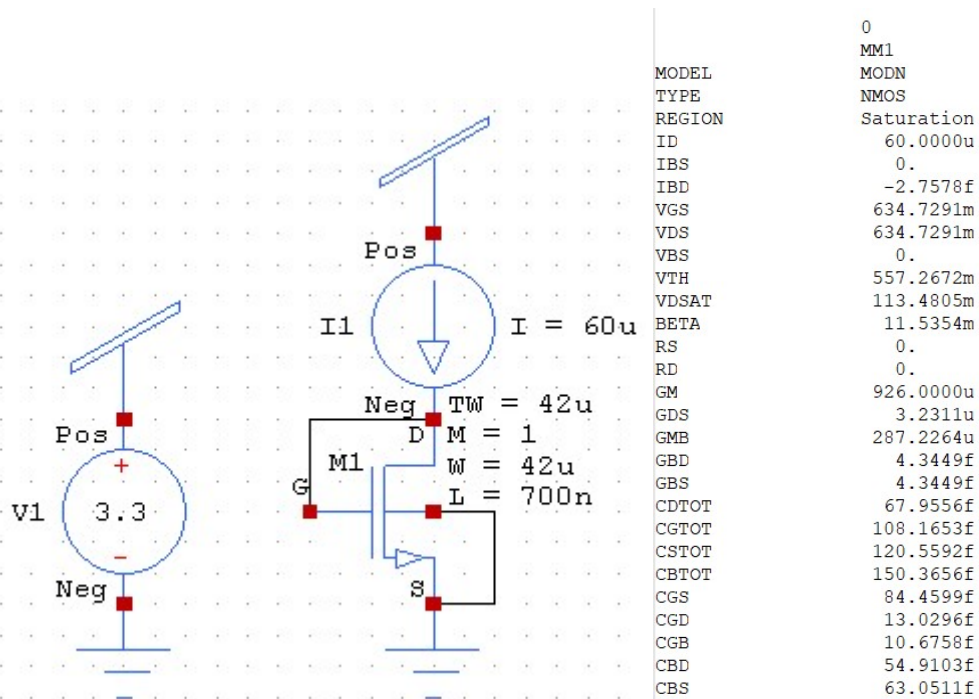 Pos
I1
I = 60u
Neg
TW = 42u
D
M = 1
M1
W = 42u
G
L = 700n
S
Pos
+
V1
3.3
−
Neg
0
MM1
MODEL MODN
TYPE NMOS
REGION Saturation
ID 60.0000u
IBS 0.
IBD -2.7578f
VGS 634.7291m
VDS 634.7291m
VBS 0.
VTH 557.2672m
VDSAT 113.4805m
BETA 11.5354m
RS 0.
RD 0.
GM 926.0000u
GDS 3.2311u
GMB 287.2264u
GBD 4.3449f
GBS 4.3449f
CDTOT 67.9556f
CGTOT 108.1653f
CSTOT 120.5592f
CBTOT 150.3656f
CGS 84.4599f
CGD 13.0296f
CGB 10.6758f
CBD 54.9103f
CBS 63.0511f